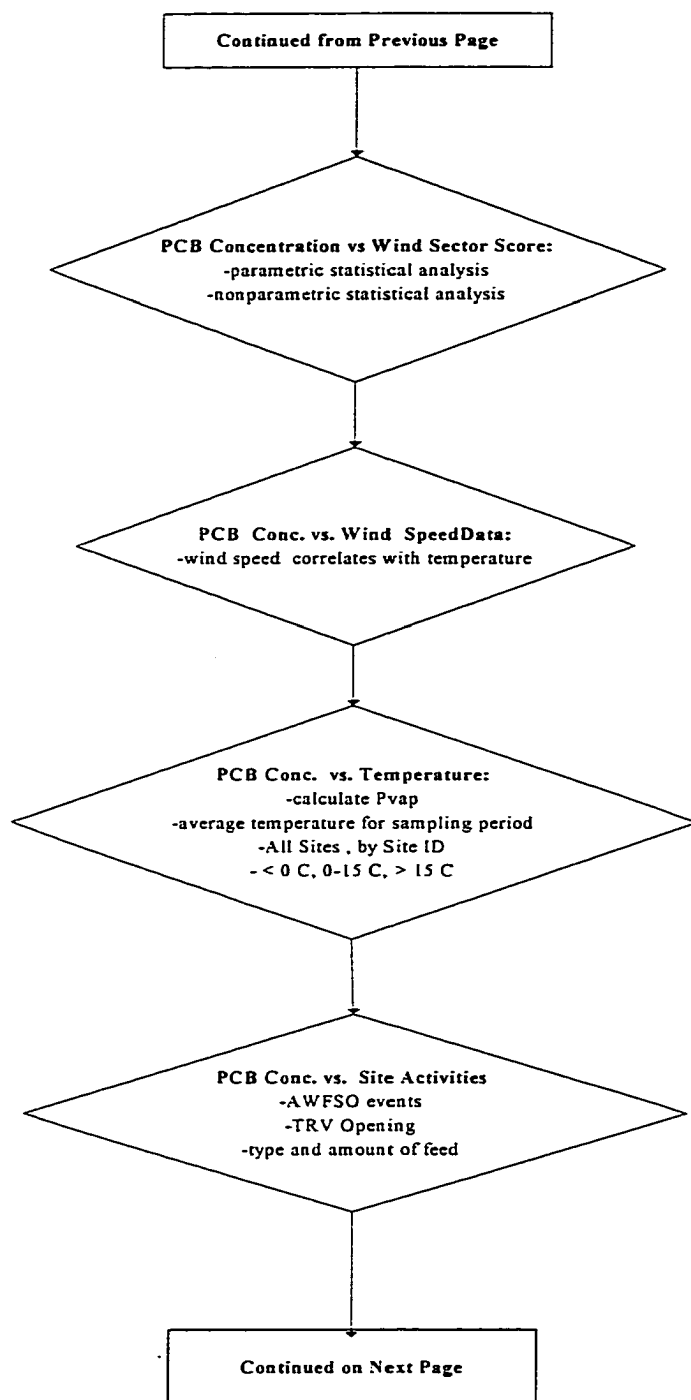 Continued from Previous Page
PCB Concentration vs Wind Sector Score:
-parametric statistical analysis
-nonparametric statistical analysis
PCB Conc. vs. Wind SpeedData:
-wind speed correlates with temperature
PCB Conc. vs. Temperature:
-calculate Pvap
-average temperature for sampling period
-All Sites , by Site ID
- < 0 C, 0-15 C, > 15 C
PCB Conc. vs. Site Activities
-AWFSO events
-TRV Opening
-type and amount of feed
Continued on Next Page